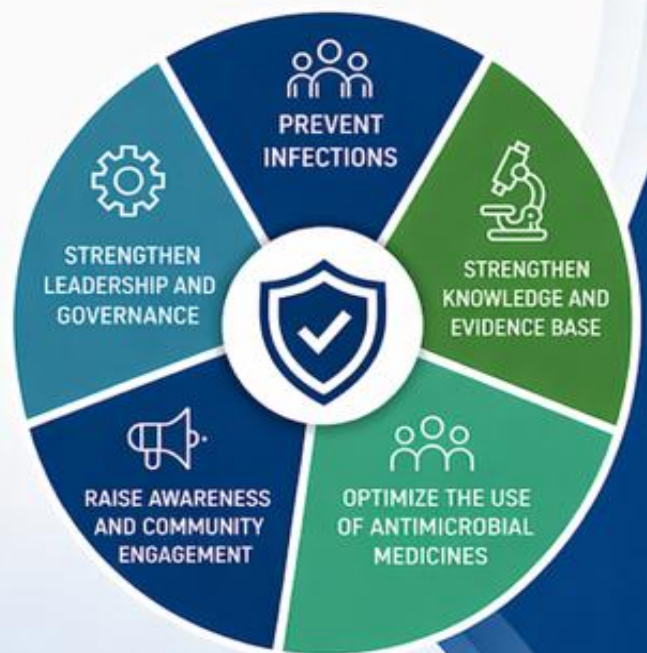 PREVENT
INFECTIONS
STRENGTHEN
KNOWLEDGE AND
EVIDENCE BASE
OPTIMIZE THE USE
OF ANTIMICROBIAL
MEDICINES
RAISE AWARENESS
AND COMMUNITY
ENGAGEMENT
STRENGTHEN
LEADERSHIP AND
GOVERNANCE